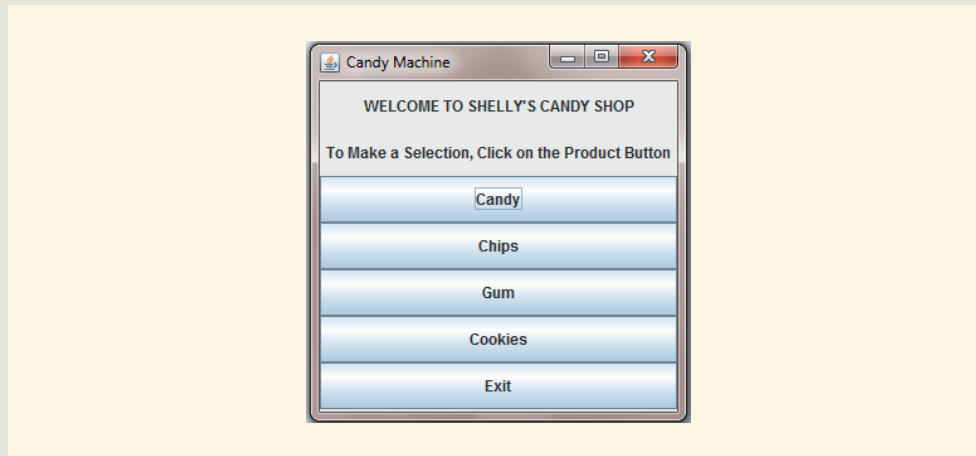 Candy Machine
WELCOME TO SHELLY'S CANDY SHOP
To Make a Selection, Click on the Product Button
Candy
Chips
Gum
Cookies
Exit